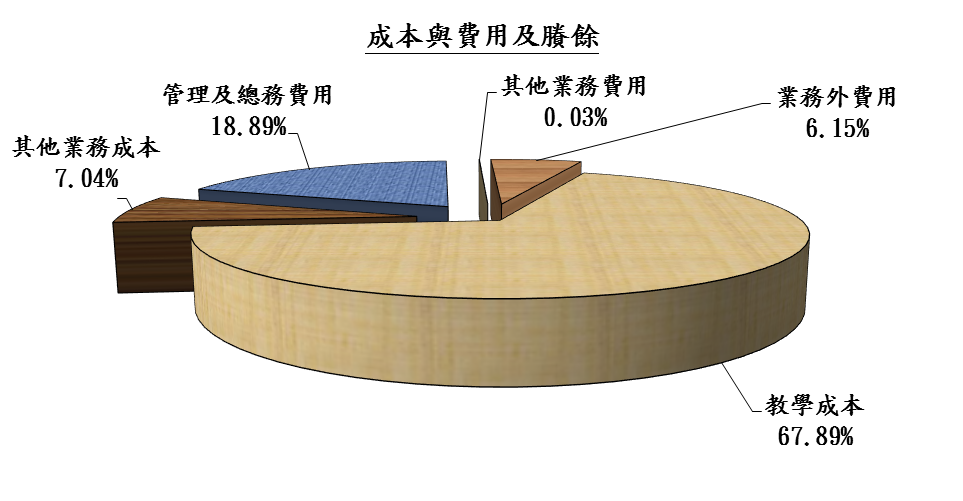 成本與費用及賸餘
其他業務費用
0.03%
業務外費用
6.15%
管理及總務費用
18.89%
其他業務成本
7.04%
教學成本
67.89%